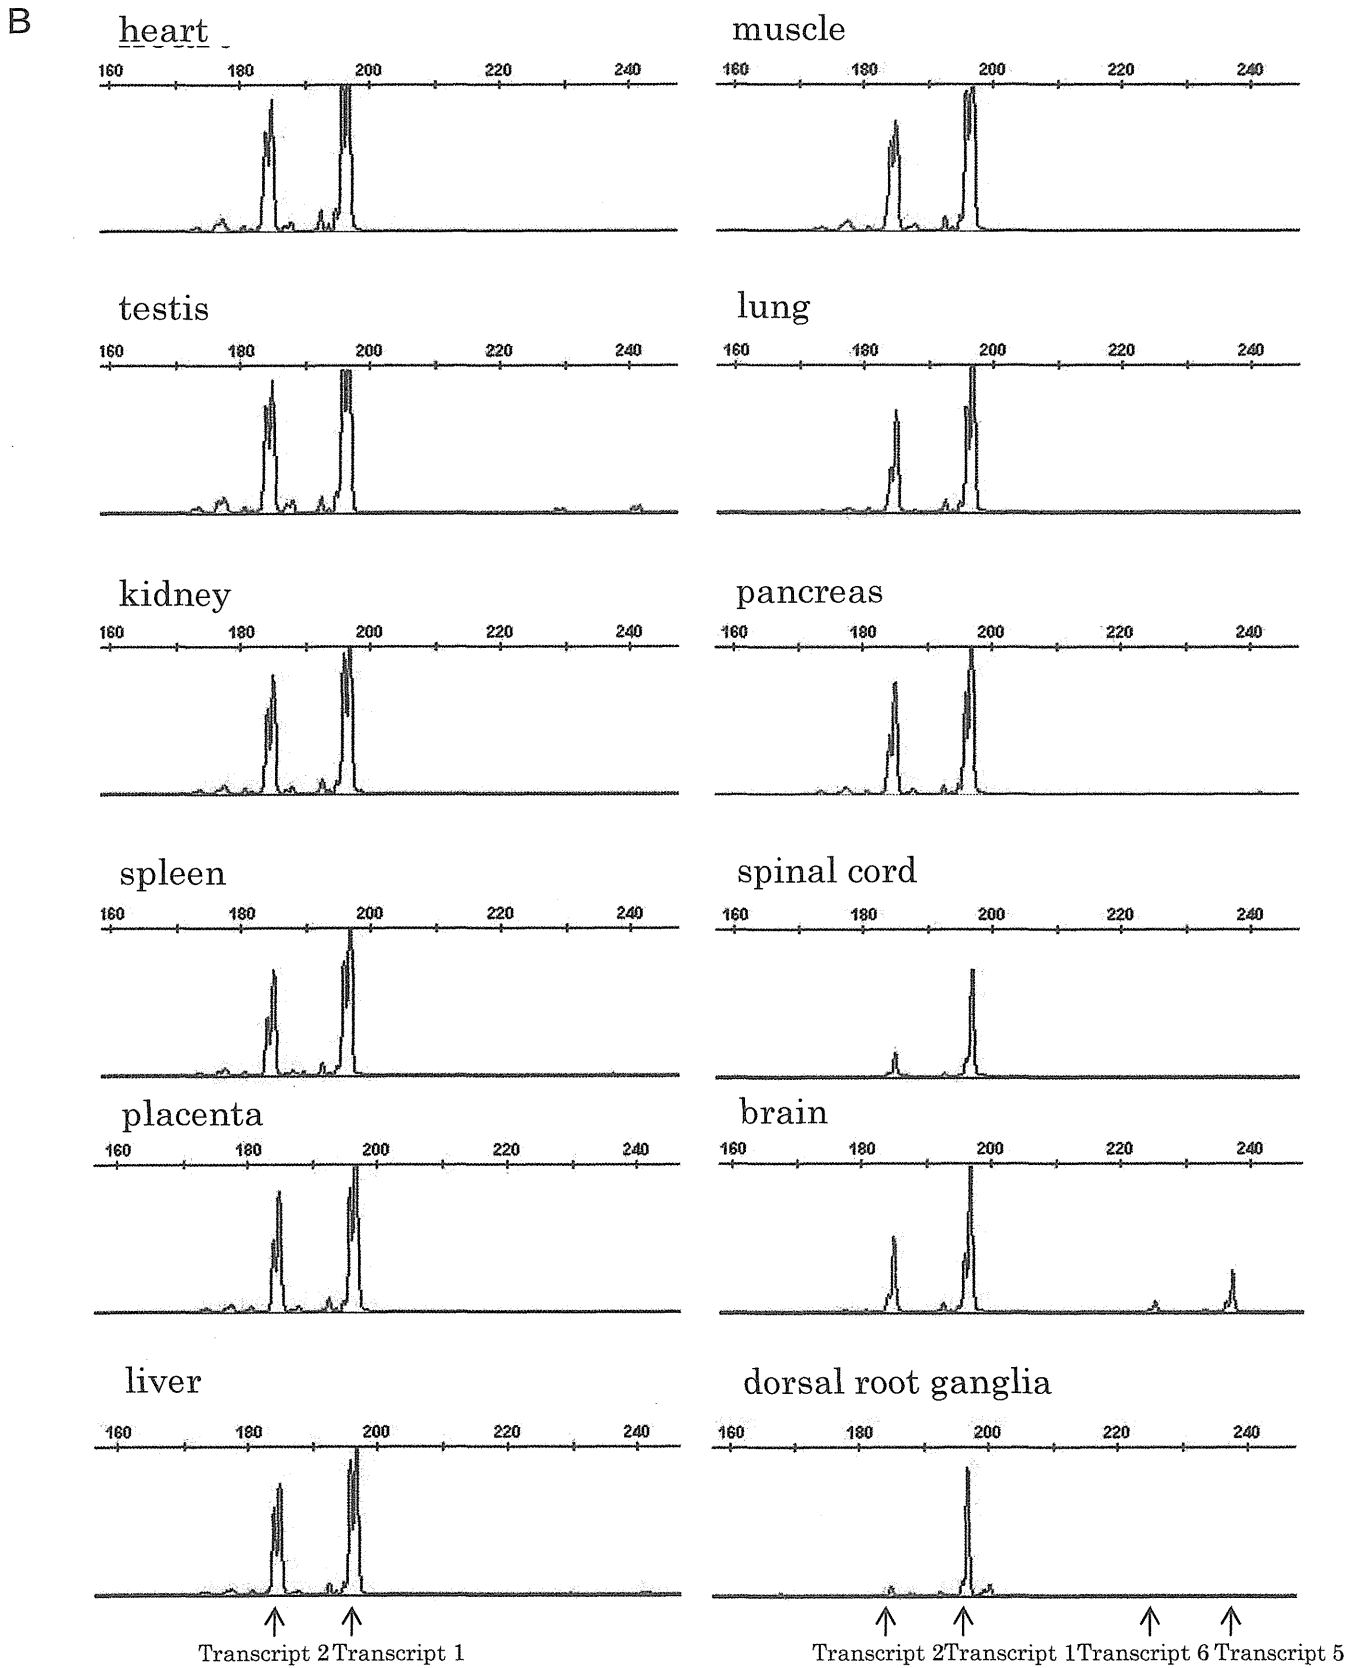 B
heart muscle
160 180 200 220 240 160 180 200 220 240
testis lung
160 180 200 220 240 160 180 200 220 240
kidney pancreas
160 180 200 220 240 160 180 200 220 240
spleen spinal cord
160 180 200 220 240 160 180 200 220 240
placenta brain
160 180 200 220 240 160 180 200 220 240
liver dorsal root ganglia
160 180 200 220 240 160 180 200 220 240
Transcript 2 Transcript 1 Transcript 2 Transcript 1 Transcript 6 Transcript 5